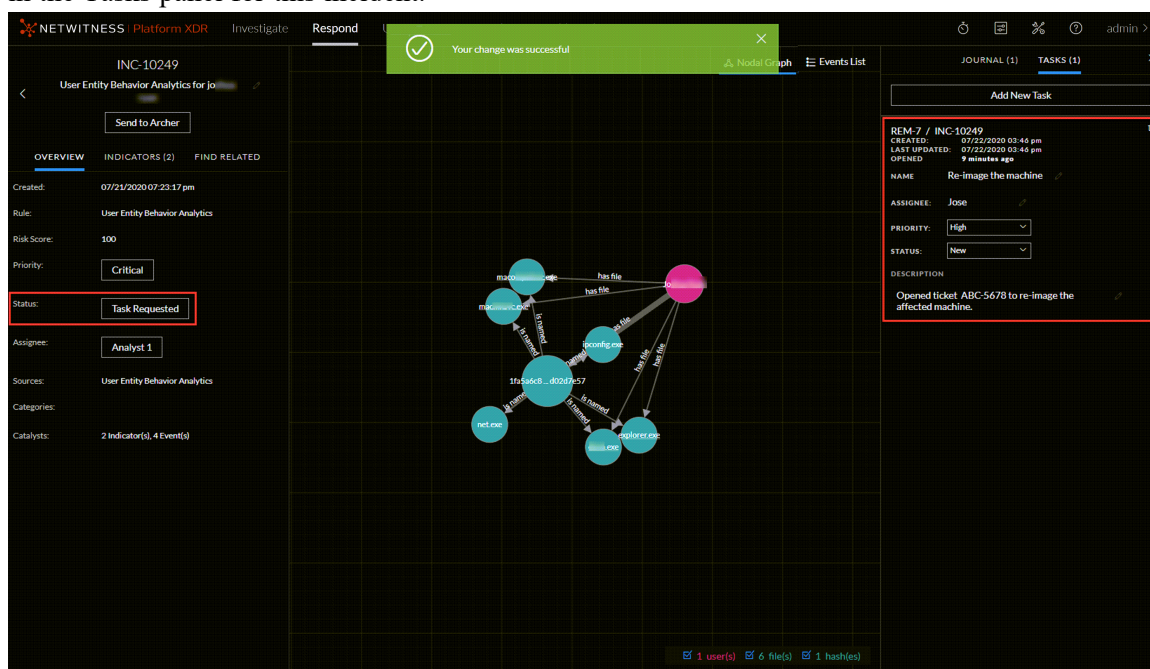 in the Tasks panel for this incident.
NETWITNESS Platform XDR Investigate Respond admin
Your change was successful
INC-10249
User Entity Behavior Analytics for jo
Send to Archer
OVERVIEW INDICATORS (2) FIND RELATED
Created: 07/21/2020 07:23:17 pm
Rule: User Entity Behavior Analytics
Risk Score: 100
Priority: Critical
Status: Task Requested
Assignee: Analyst 1
Sources: User Entity Behavior Analytics
Categories:
Catalysts: 2 Indicator(s), 4 Event(s)
Nodal Graph Events List
has file
has file
is named
is named
as file
ipconfig.exe
named
has file
has file
1fa5a6c8 ... d02d7e57
is named
is named
is named
net.exe
explorer.exe
.exe
1 user(s) 6 file(s) 1 hash(es)
JOURNAL (1) TASKS (1)
Add New Task
REM-7 / INC-10249
CREATED: 07/22/2020 03:46 pm
LAST UPDATED: 07/22/2020 03:46 pm
OPENED 9 minutes ago
NAME Re-image the machine
ASSIGNEE: Jose
PRIORITY: High
STATUS: New
DESCRIPTION
Opened ticket ABC-5678 to re-image the
affected machine.